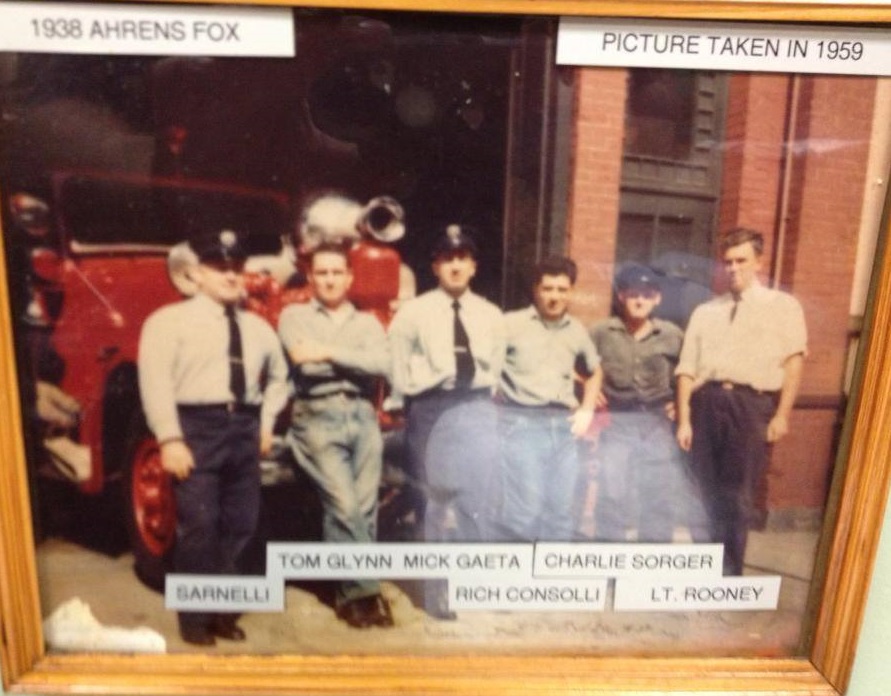 1938 AHRENS FOX
PICTURE TAKEN IN 1959
TOM GLYNN MICK GAETA
CHARLIE SORGER
SARNELLI
RICH CONSOLLI
LT. ROONEY